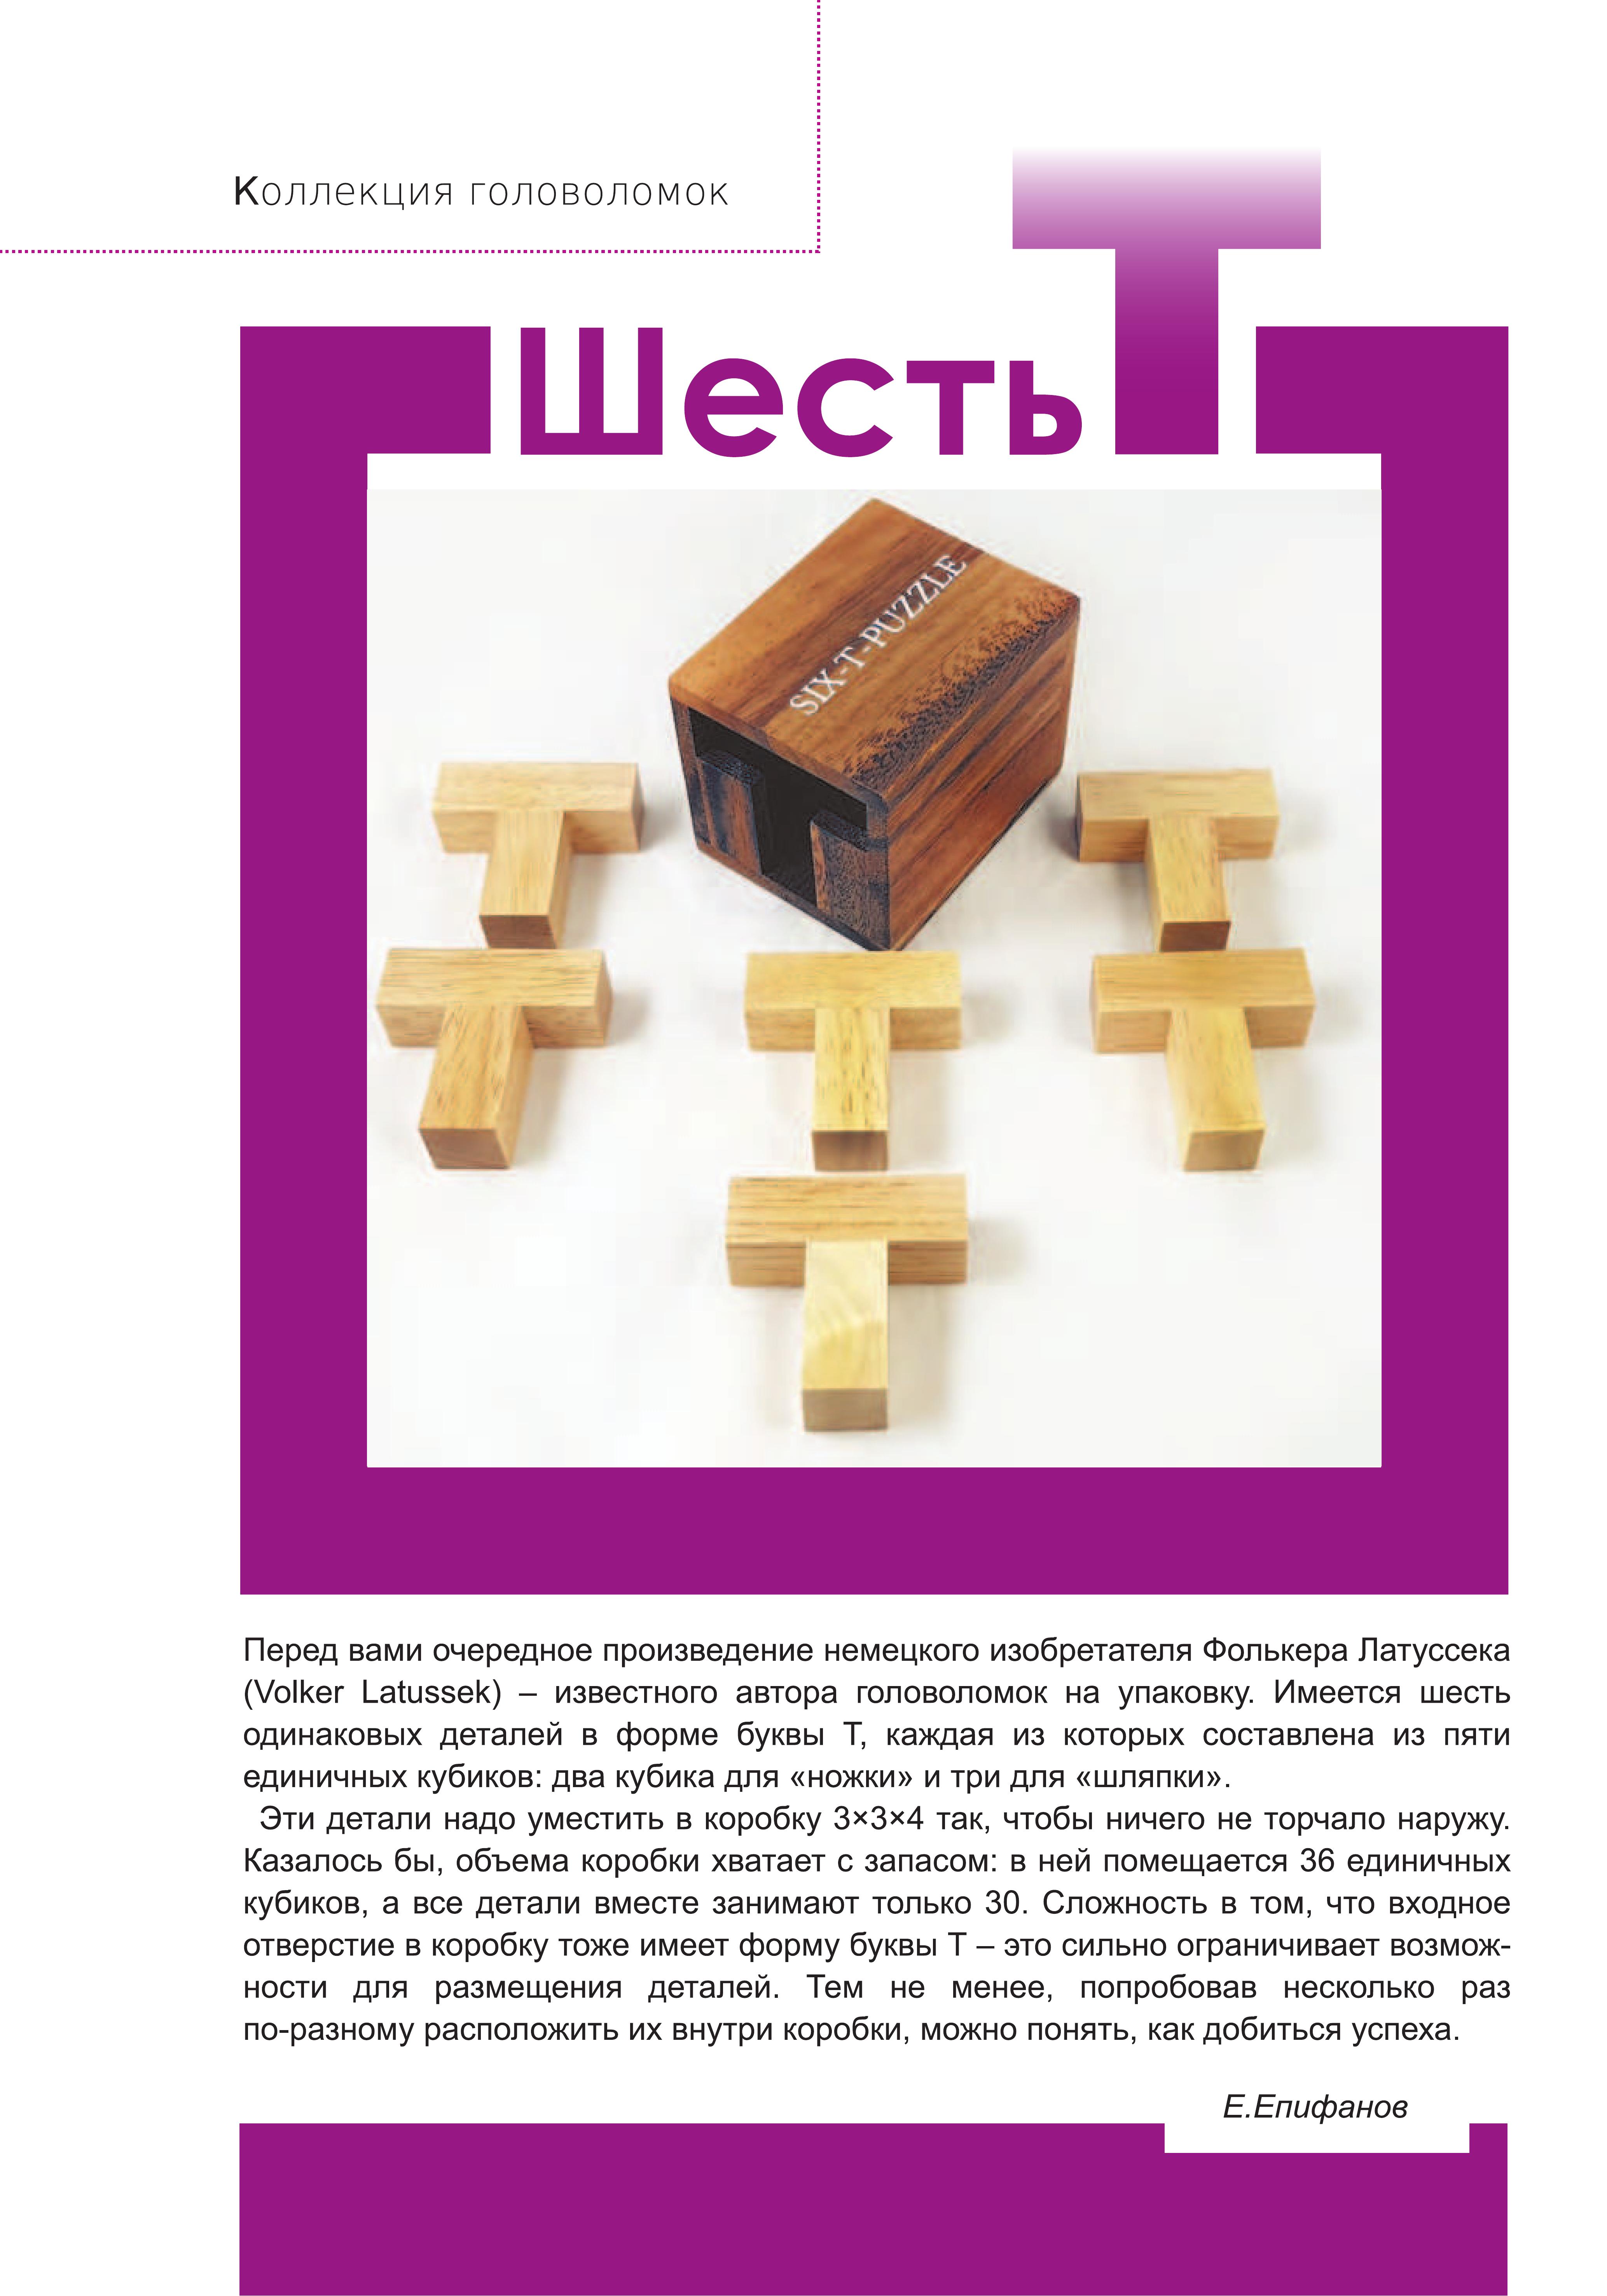 Коллекция головоломок
Шесть Т
SIX-T-PUZZLE
Перед вами очередное произведение немецкого изобретателя Фолькера Латуссека
(Volker Latussek) – известного автора головоломок на упаковку. Имеется шесть
одинаковых деталей в форме буквы Т, каждая из которых составлена из пяти
единичных кубиков: два кубика для «ножки» и три для «шляпки».
Эти детали надо уместить в коробку 3×3×4 так, чтобы ничего не торчало наружу.
Казалось бы, объема коробки хватает с запасом: в ней помещается 36 единичных
кубиков, а все детали вместе занимают только 30. Сложность в том, что входное
отверстие в коробку тоже имеет форму буквы Т – это сильно ограничивает возмож-
ности для размещения деталей. Тем не менее, попробовав несколько раз
по-разному расположить их внутри коробки, можно понять, как добиться успеха.
Е.Епифанов